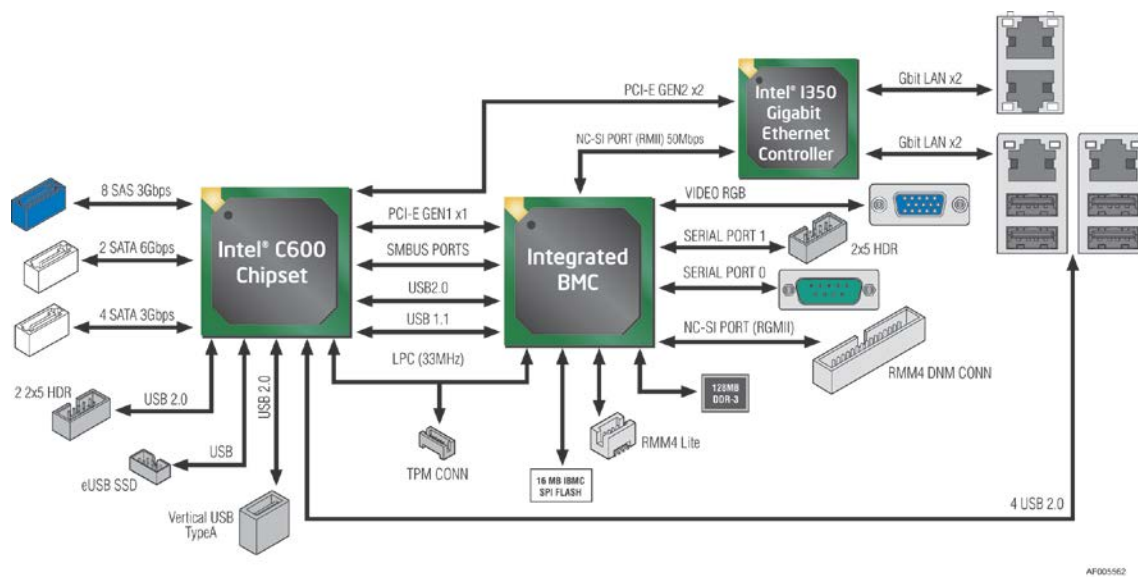 PCI-E GEN2 x2
Intel® I350
Gigabit
Ethernet
Controller
Gbit LAN x2
NC-SI PORT (RMII) 50Mbps
Gbit LAN x2
8 SAS 3Gbps
2 SATA 6Gbps
4 SATA 3Gbps
Intel® C600
Chipset
PCI-E GEN1 x1
SMBUS PORTS
USB2.0
USB 1.1
LPC (33MHz)
Integrated
BMC
VIDEO RGB
SERIAL PORT 1
2x5 HDR
SERIAL PORT 0
NC-SI PORT (RGMII)
RMM4 DNM CONN
2 2x5 HDR
USB 2.0
USB
eUSB SSD
USB 2.0
Vertical USB
TypeA
TPM CONN
16 MB IBMC
SPI FLASH
RMM4 Lite
128MB
DDR-3
4 USB 2.0
AF005562